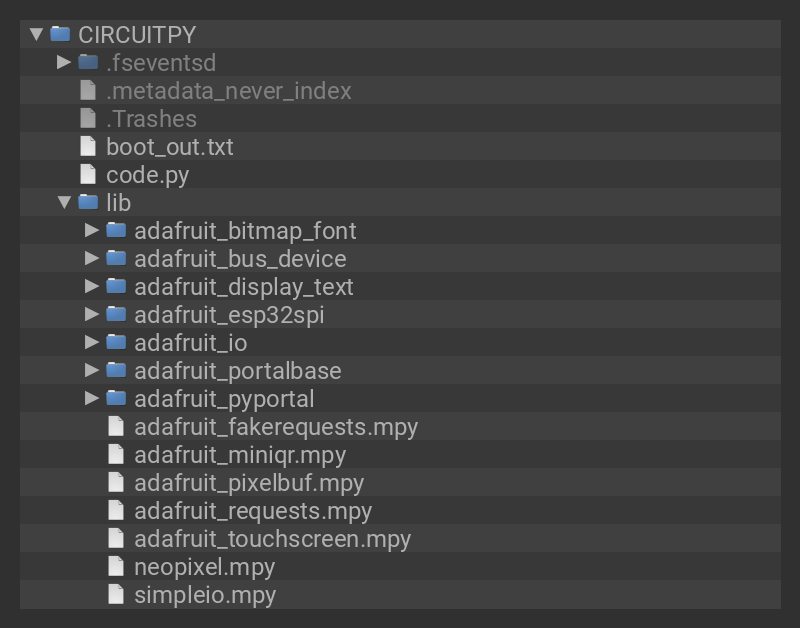 CIRCUITPY
.fseventsd
.metadata_never_index
.Trashes
boot_out.txt
code.py
lib
adafruit_bitmap_font
adafruit_bus_device
adafruit_display_text
adafruit_esp32spi
adafruit_io
adafruit_portalbase
adafruit_pyportal
adafruit_fakerequests.mpy
adafruit_miniqr.mpy
adafruit_pixelbuf.mpy
adafruit_requests.mpy
adafruit_touchscreen.mpy
neopixel.mpy
simpleio.mpy